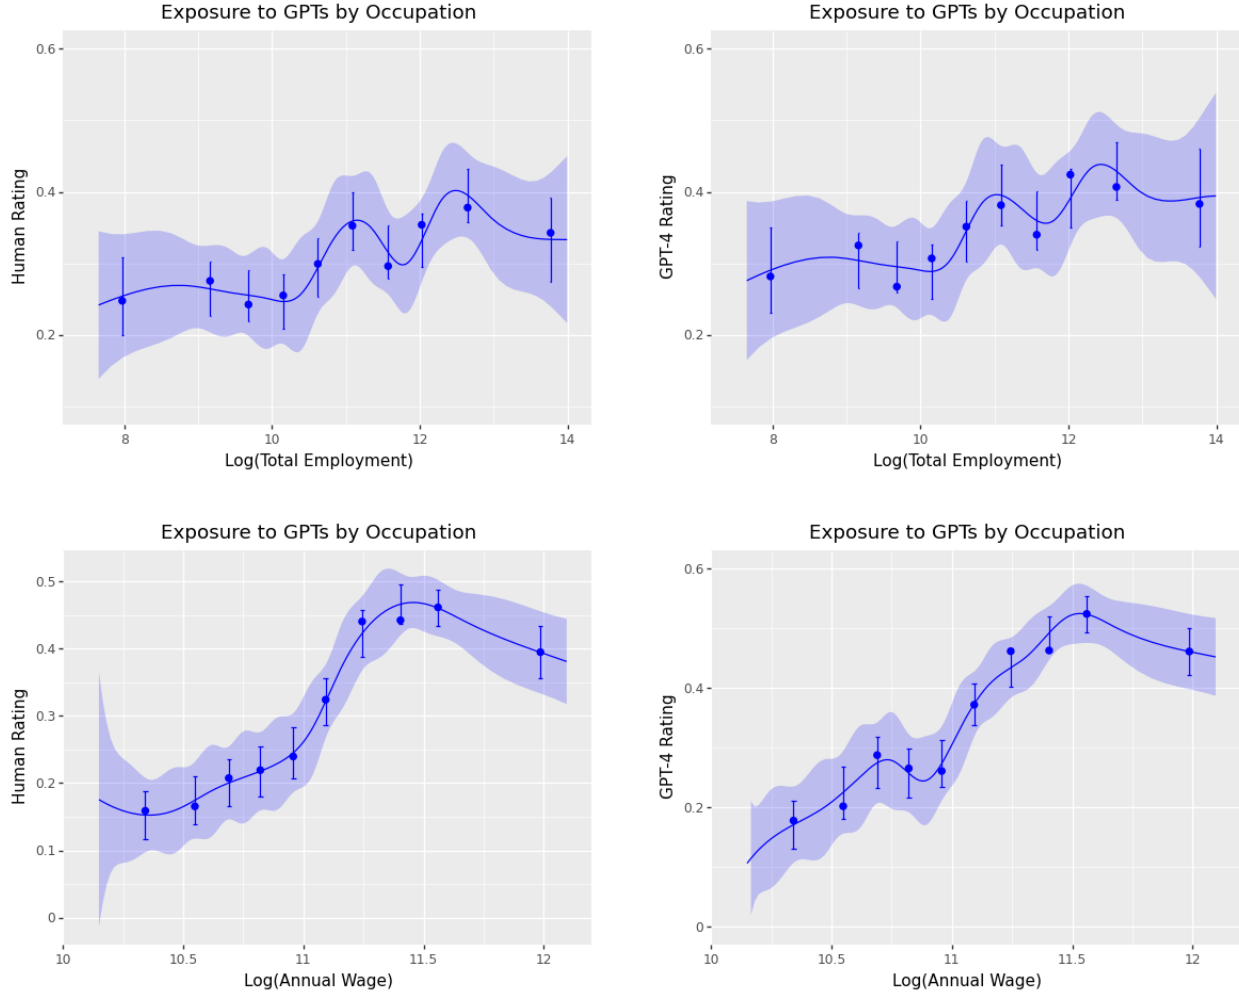 Exposure to GPTs by Occupation
Human Rating
0.6
0.4
0.2
8 10 12 14
Log(Total Employment)
Exposure to GPTs by Occupation
GPT-4 Rating
0.6
0.4
0.2
8 10 12 14
Log(Total Employment)
Exposure to GPTs by Occupation
Human Rating
0.5
0.4
0.3
0.2
0.1
0
10 10.5 11 11.5 12
Log(Annual Wage)
Exposure to GPTs by Occupation
GPT-4 Rating
0.6
0.4
0.2
0
10 10.5 11 11.5 12
Log(Annual Wage)